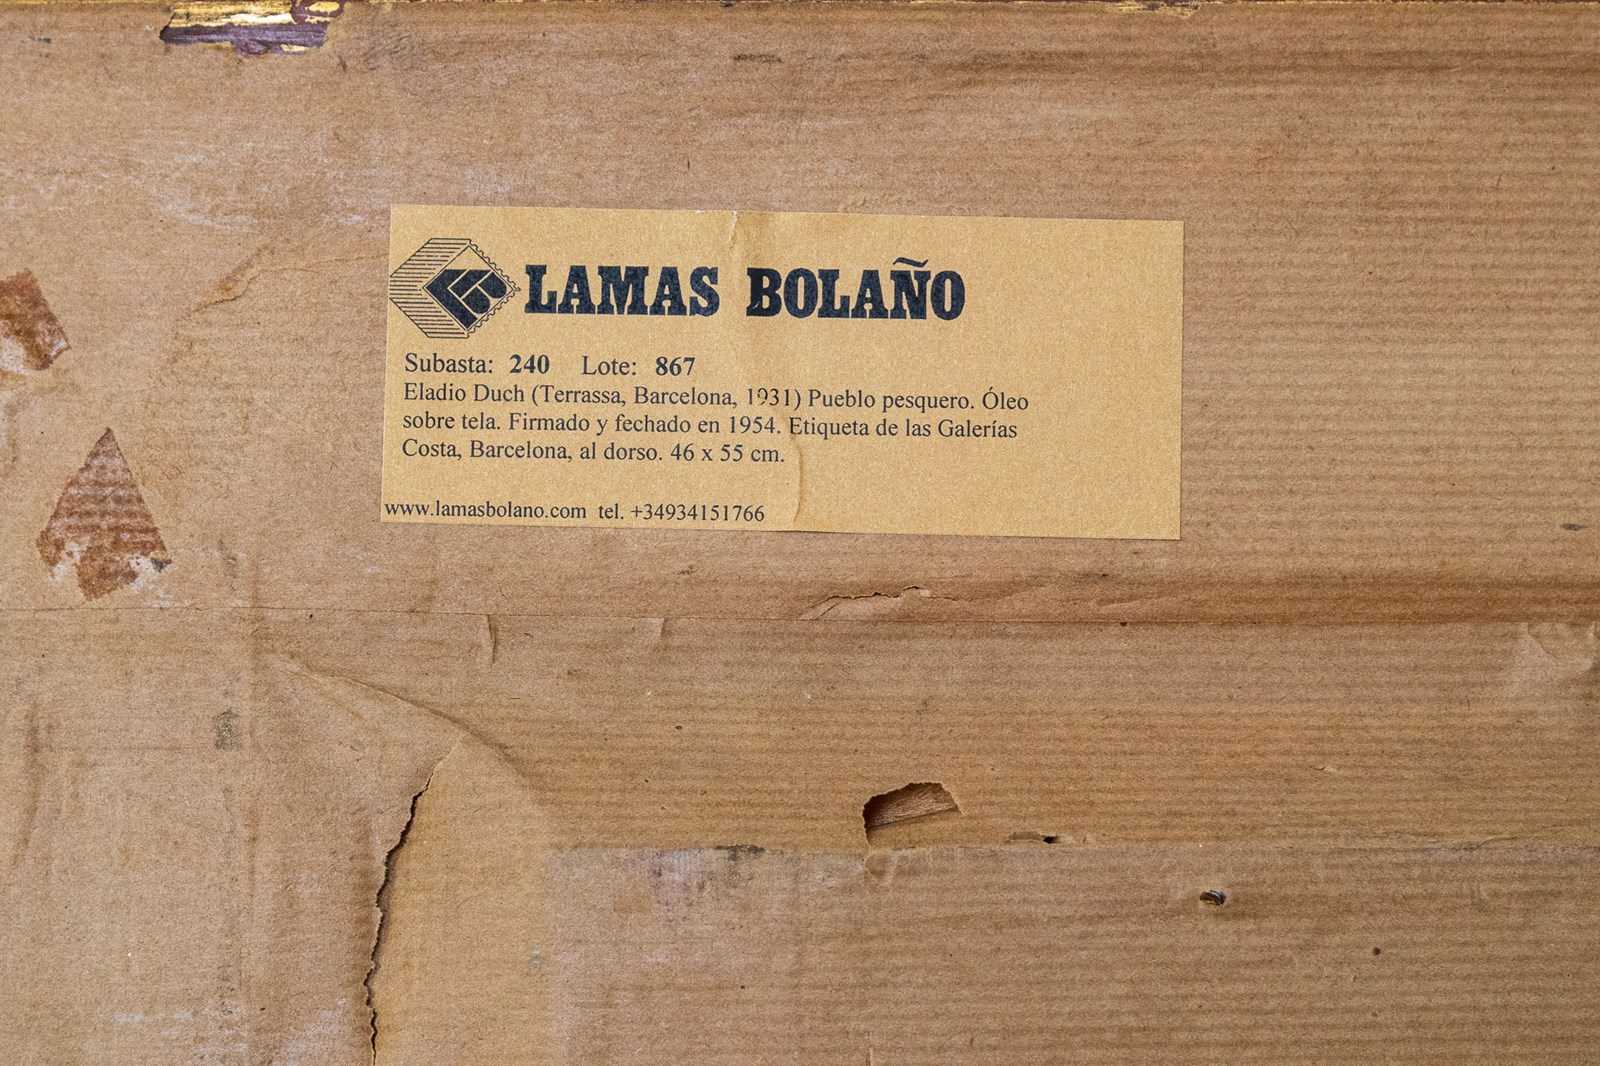 LAMAS BOLAÑO
Subasta: 240 Lote: 867
Eladio Duch (Terrassa, Barcelona, 1931) Pueblo pesquero. Óleo
sobre tela. Firmado y fechado en 1954. Etiqueta de las Galerías
Costa, Barcelona, al dorso. 46 x 55 cm.
www.lamasbolano.com tel. +34934151766